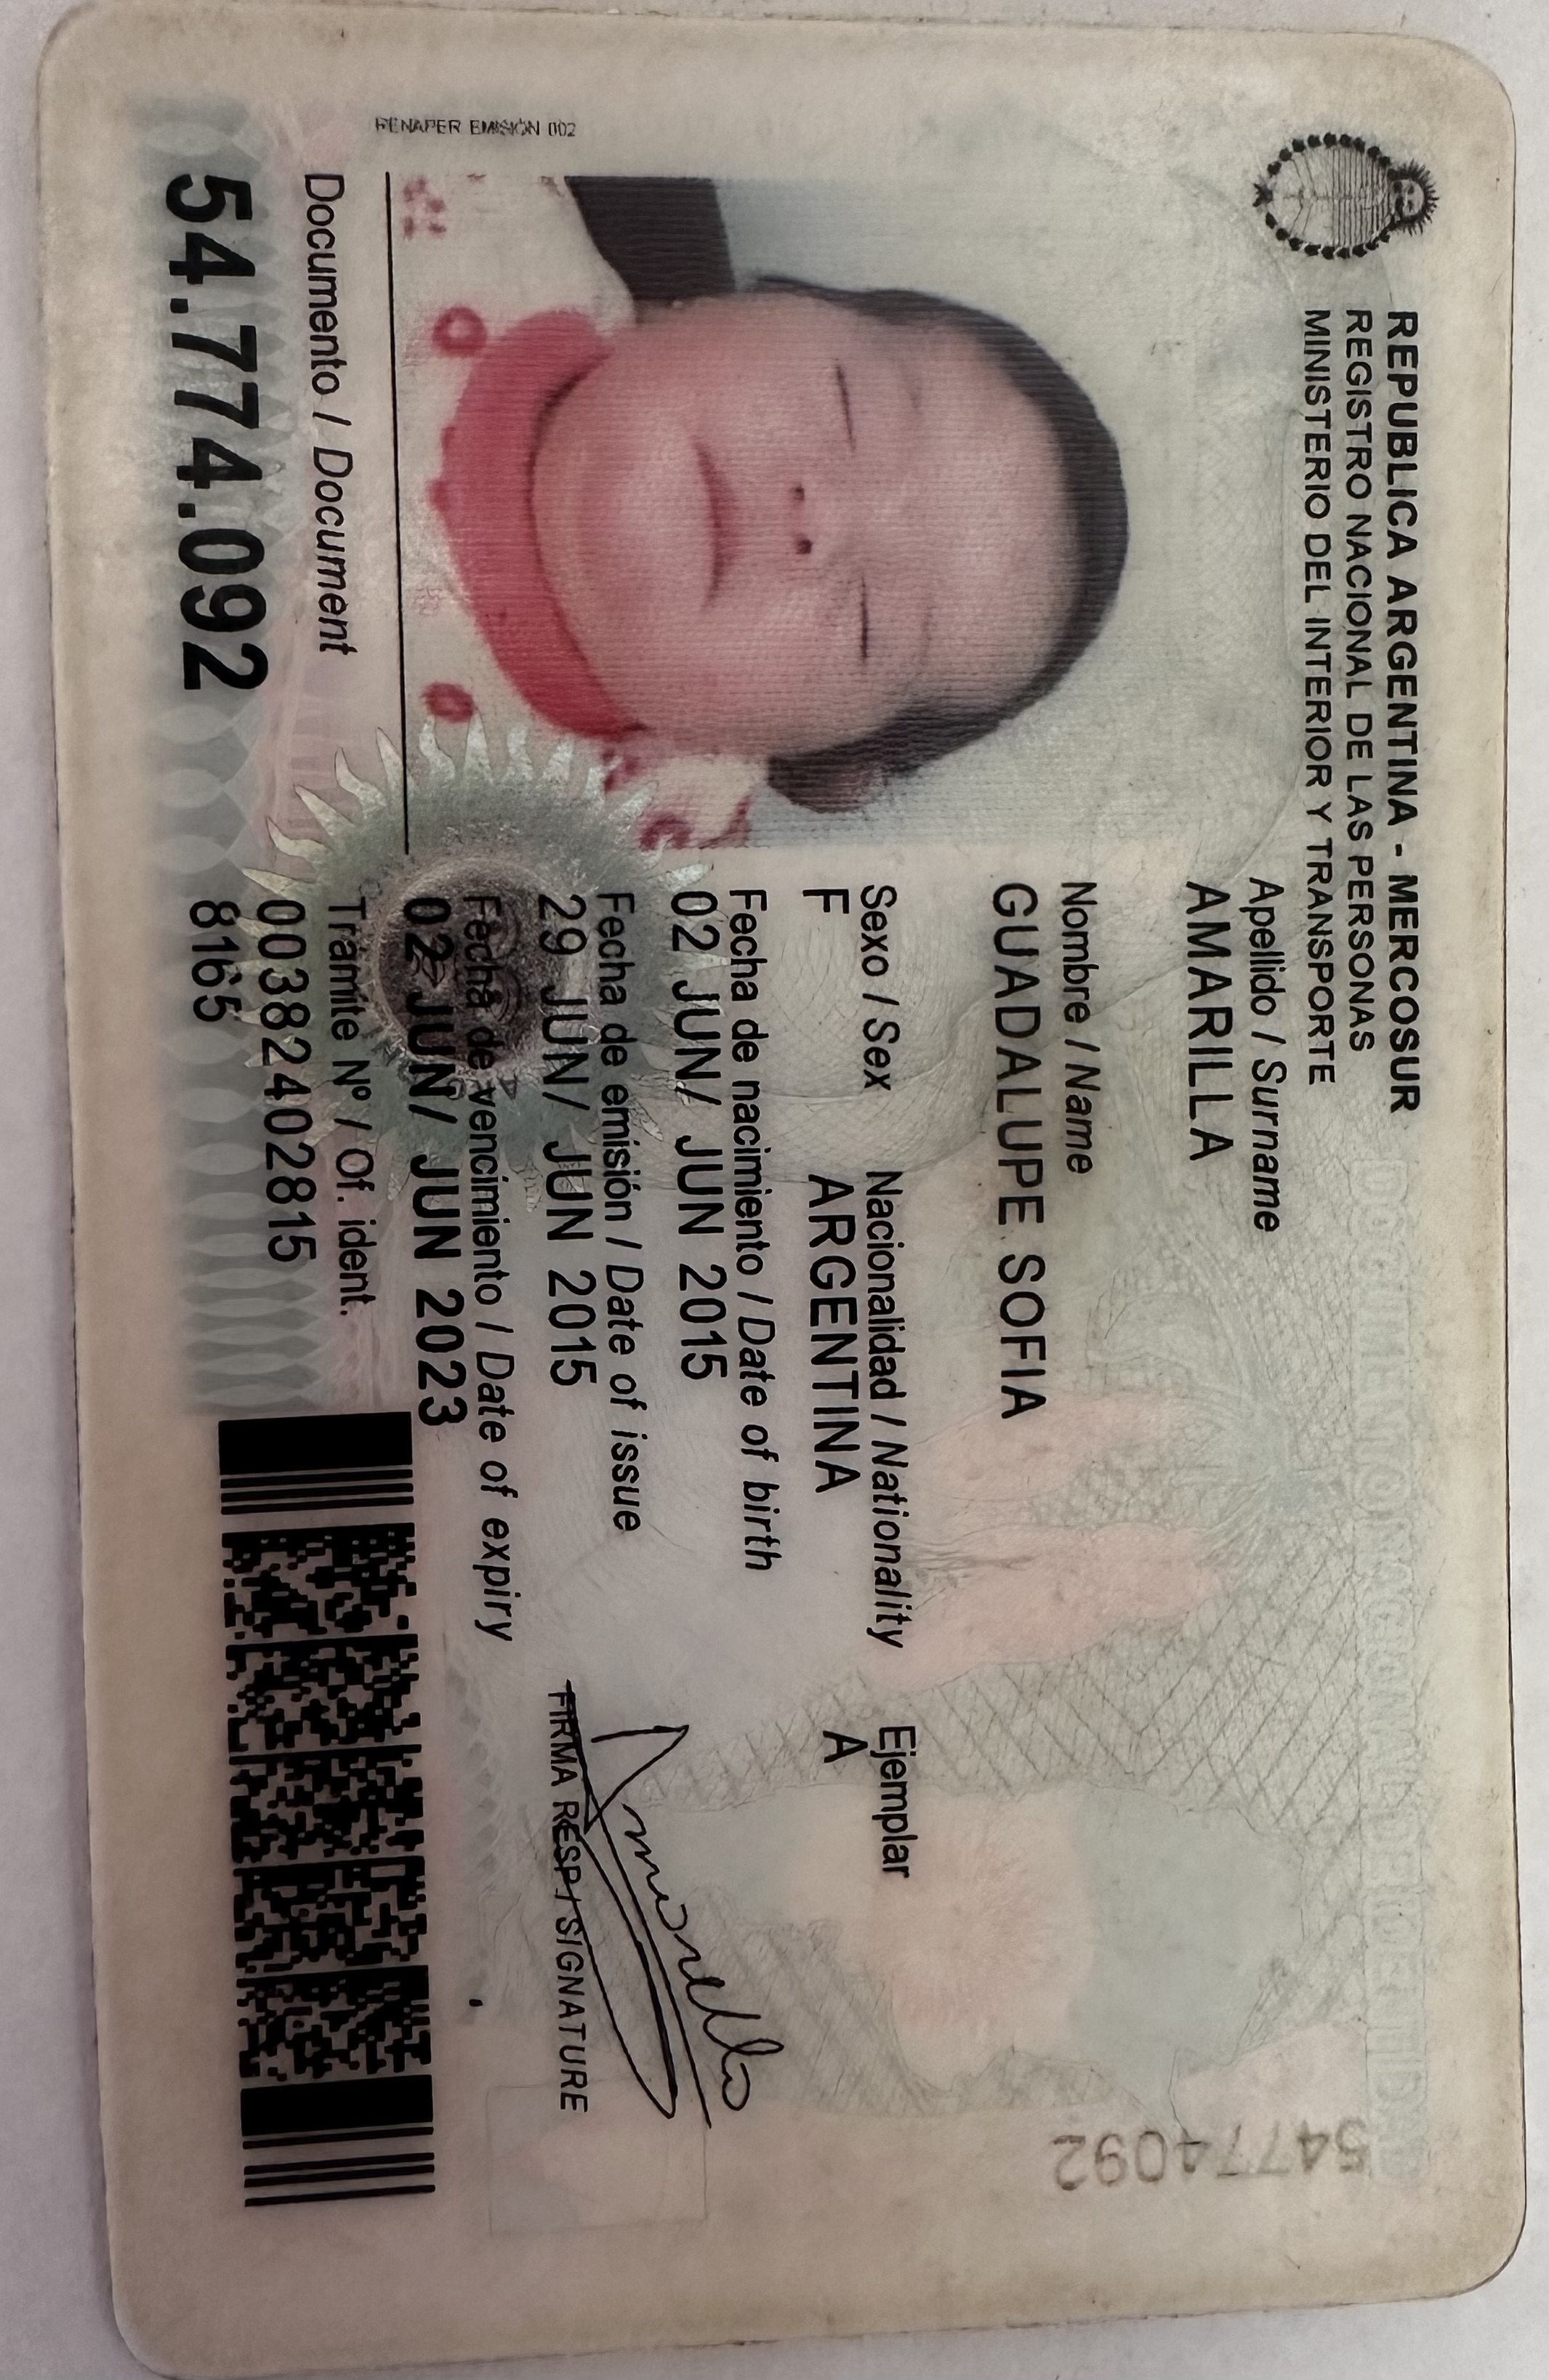 REPUBLICA ARGENTINA - MERCOSUR
REGISTRO NACIONAL DE LAS PERSONAS
MINISTERIO DEL INTERIOR Y TRANSPORTE
Apellido / Surname
AMARILLA
Nombre / Name
GUADALUPE SOFIA
Sexo / Sex Nacionalidad / Nationality Ejemplar
F ARGENTINA A
Fecha de nacimiento / Date of birth
02 JUN/ JUN 2015
Fecha de emisión / Date of issue
29 JUN/ JUN 2015
Fecha de vencimiento / Date of expiry
02 JUN/ JUN 2023
Tramite Nº / Of. ident.
00382402815
8165
FIRMA RESP / SIGNATURE
RENAPER EMISIÓN 002
Documento / Document
54.774.092
54774092